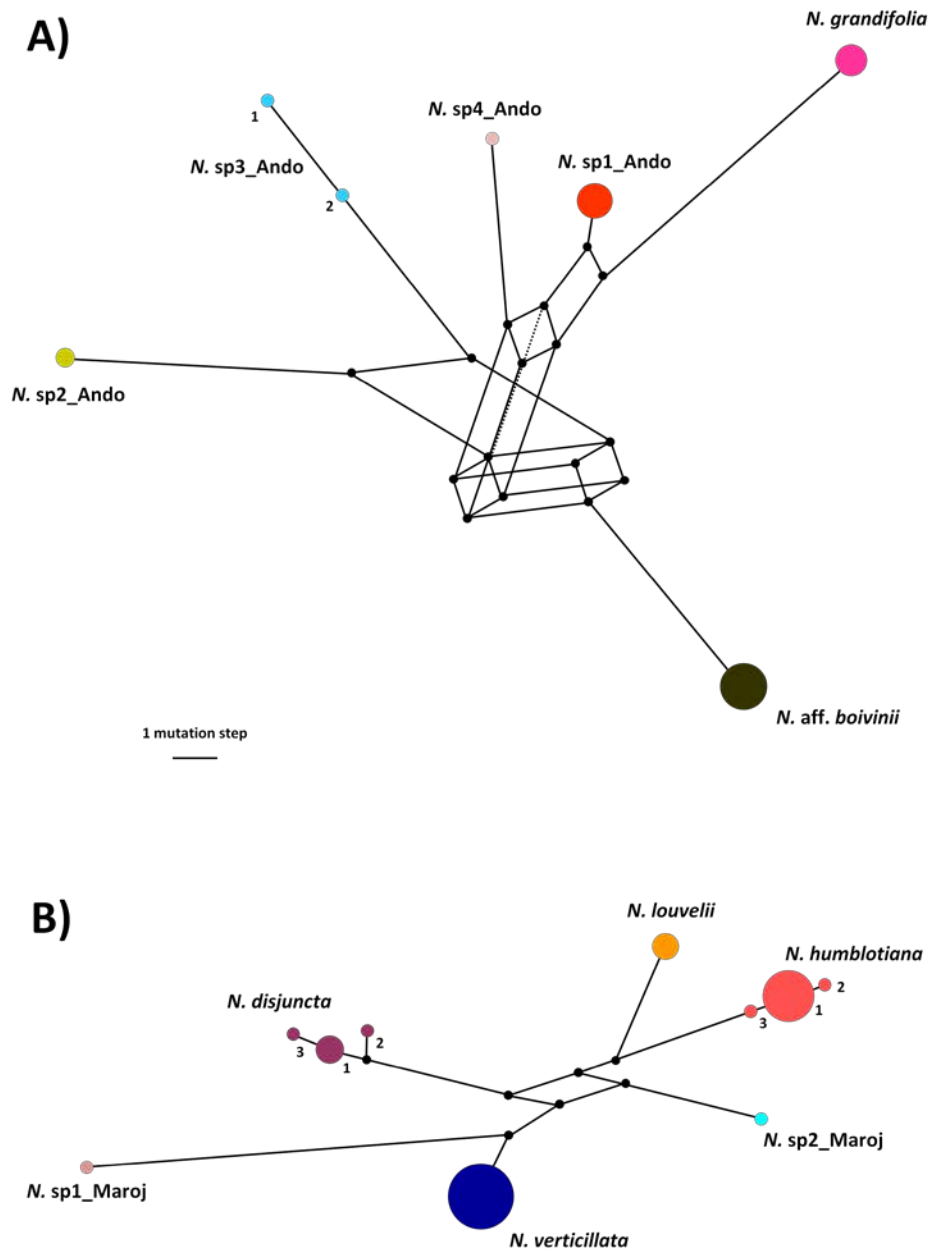 A)
N. grandifolia
N. sp4_Ando
1
N. sp3_Ando
N. sp1_Ando
2
N. sp2_Ando
N. aff. boivinii
1 mutation step
B)
N. louvelii
N. humblotiana
2
N. disjuncta
1
3
2
3
1
N. sp2_Maroj
N. sp1_Maroj
N. verticillata